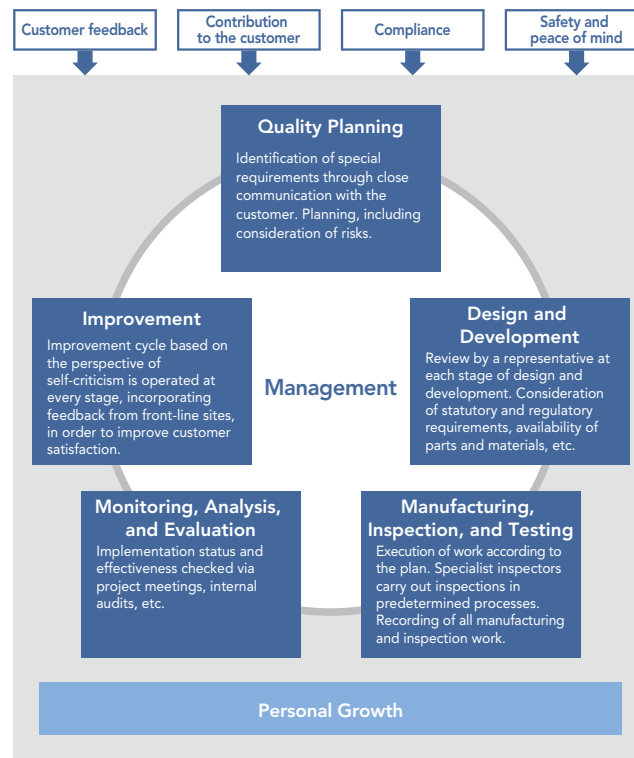 Customer feedback
Contribution
to the customer
Compliance
Safety and
peace of mind
Quality Planning
Identification of special
requirements through close
communication with the
customer. Planning, including
consideration of risks.
Improvement
Improvement cycle based on
the perspective of
self-criticism is operated at
every stage, incorporating
feedback from front-line sites,
in order to improve customer
satisfaction.
Management
Design and
Development
Review by a representative at
each stage of design and
development. Consideration
of statutory and regulatory
requirements, availability of
parts and materials, etc.
Monitoring, Analysis,
and Evaluation
Implementation status and
effectiveness checked via
project meetings, internal
audits, etc.
Manufacturing,
Inspection, and Testing
Execution of work according to
the plan. Specialist inspectors
carry out inspections in
predetermined processes.
Recording of all manufacturing
and inspection work.
Personal Growth